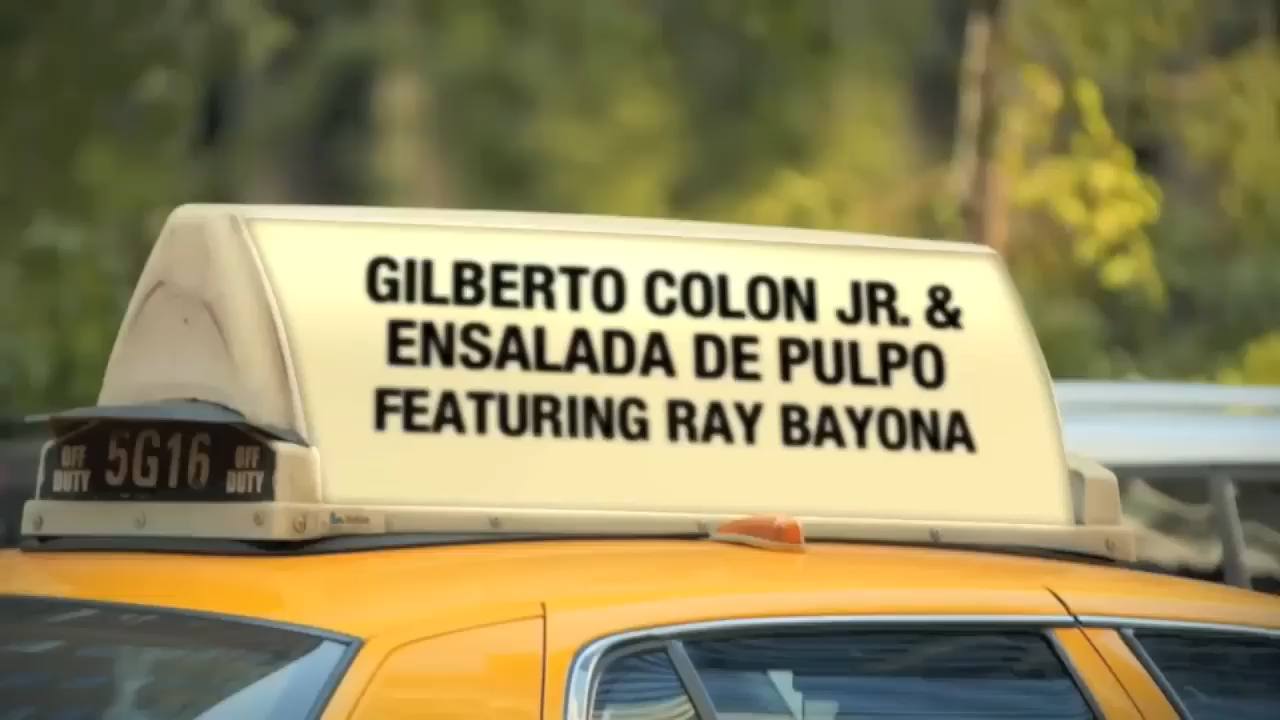 GILBERTO COLON JR. &
ENSALADA DE PULPO
FEATURING RAY BAYONA
OFF DUTY 5G16 OFF DUTY